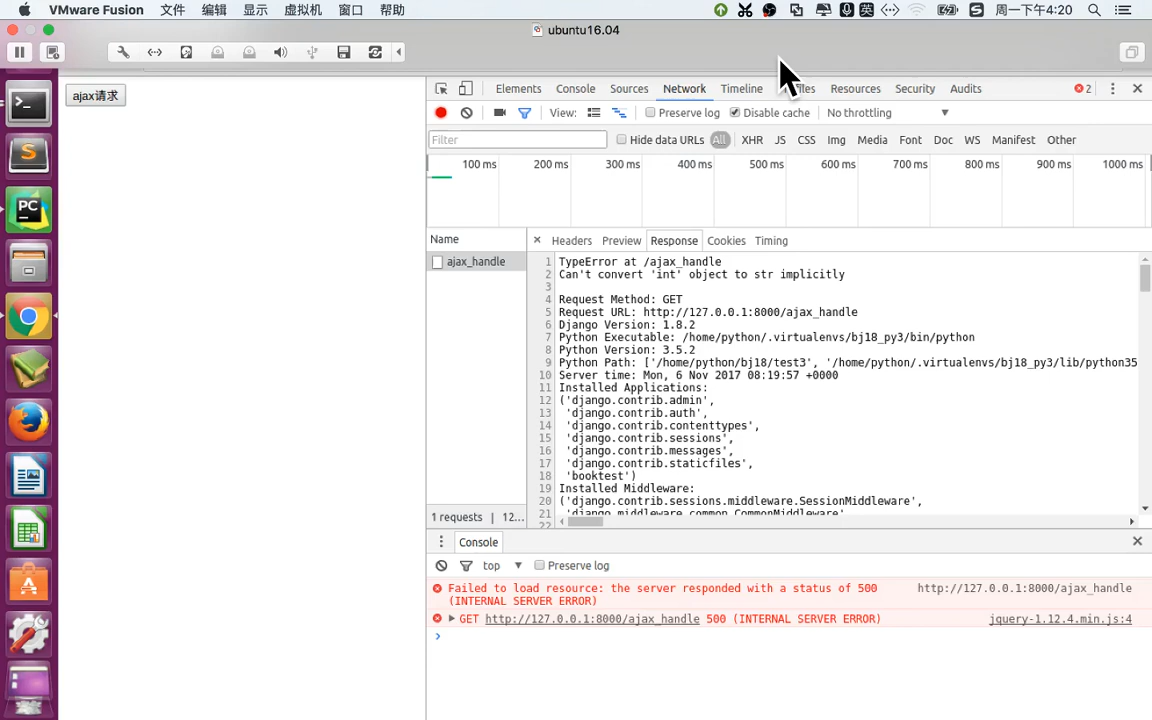 VMware Fusion 文件 编辑 显示 虚拟机 窗口 帮助 英 周一下午4:20
ubuntu16.04
ajax请求
Elements Console Sources Network Timeline Resources Security Audits 2
View: Preserve log Disable cache No throttling
Filter Hide data URLs All XHR JS CSS Img Media Font Doc WS Manifest Other
100 ms 200 ms 300 ms 400 ms 500 ms 600 ms 700 ms 800 ms 900 ms 1000 ms
Name Headers Preview Response Cookies Timing
ajax_handle
1 TypeError at /ajax_handle
2 Can't convert 'int' object to str implicitly
3
4 Request Method: GET
5 Request URL: http://127.0.0.1:8000/ajax_handle
6 Django Version: 1.8.2
7 Python Executable: /home/python/.virtualenvs/bj18_py3/bin/python
8 Python Version: 3.5.2
9 Python Path: ['/home/python/bj18/test3', '/home/python/.virtualenvs/bj18_py3/lib/python35
10 Server time: Mon, 6 Nov 2017 08:19:57 +0000
11 Installed Applications:
12 ('django.contrib.admin',
13 'django.contrib.auth',
14 'django.contrib.contenttypes',
15 'django.contrib.sessions',
16 'django.contrib.messages',
17 'django.contrib.staticfiles',
18 'booktest')
19 Installed Middleware:
20 ('django.contrib.sessions.middleware.SessionMiddleware',
21 'django.middleware.common.CommonMiddleware'
22
1 requests | 12...
Console
top Preserve log
Failed to load resource: the server responded with a status of 500 http://127.0.0.1:8000/ajax_handle
(INTERNAL SERVER ERROR)
GET http://127.0.0.1:8000/ajax_handle 500 (INTERNAL SERVER ERROR) jquery-1.12.4.min.js:4